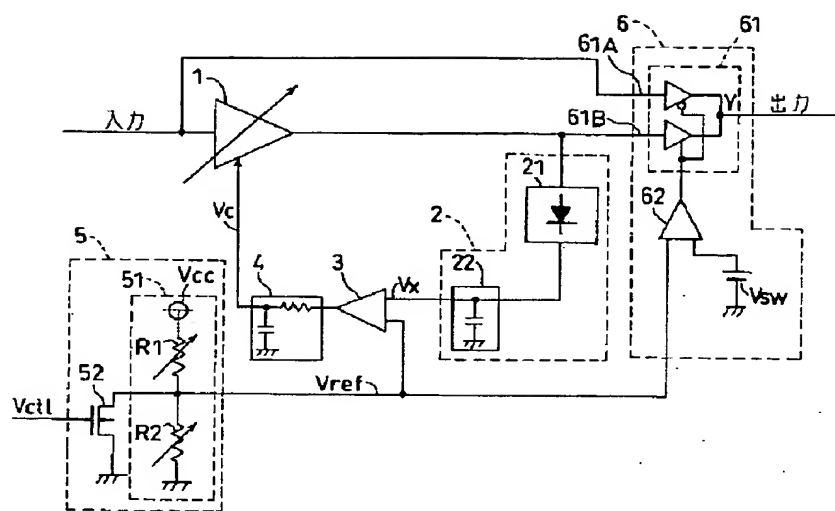 6
61
61A
1
入力
61B
Y
出力
21
2
62
Vc
5
51
Vcc
4
3
Vx
22
Vsw
R1
52
Vref
Vctl
R2